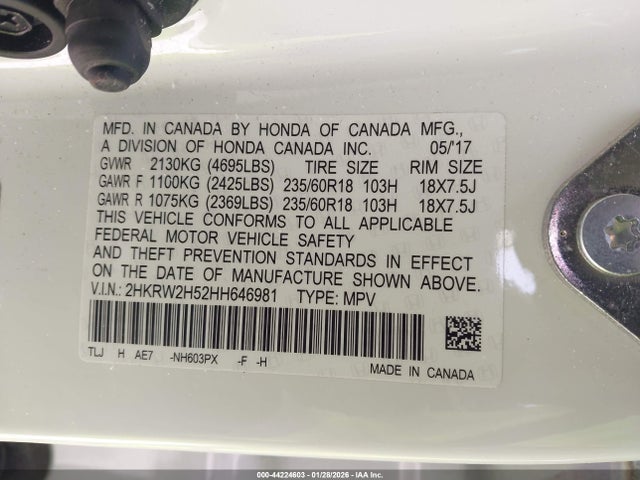 MFD. IN CANADA BY HONDA OF CANADA MFG.,
A DIVISION OF HONDA CANADA INC. 05/'17
GVWR 2130KG (4695LBS) TIRE SIZE RIM SIZE
GAWR F 1100KG (2425LBS) 235/60R18 103H 18X7.5J
GAWR R 1075KG (2369LBS) 235/60R18 103H 18X7.5J
THIS VEHICLE CONFORMS TO ALL APPLICABLE
FEDERAL MOTOR VEHICLE SAFETY
AND THEFT PREVENTION STANDARDS IN EFFECT
ON THE DATE OF MANUFACTURE SHOWN ABOVE.
V.I.N.: 2HKRW2H52HH646981 TYPE: MPV
TLJ H AE7 -NH603PX -F -H
MADE IN CANADA
©00 - 44224603 - 01/28/2026 - IAA Inc.